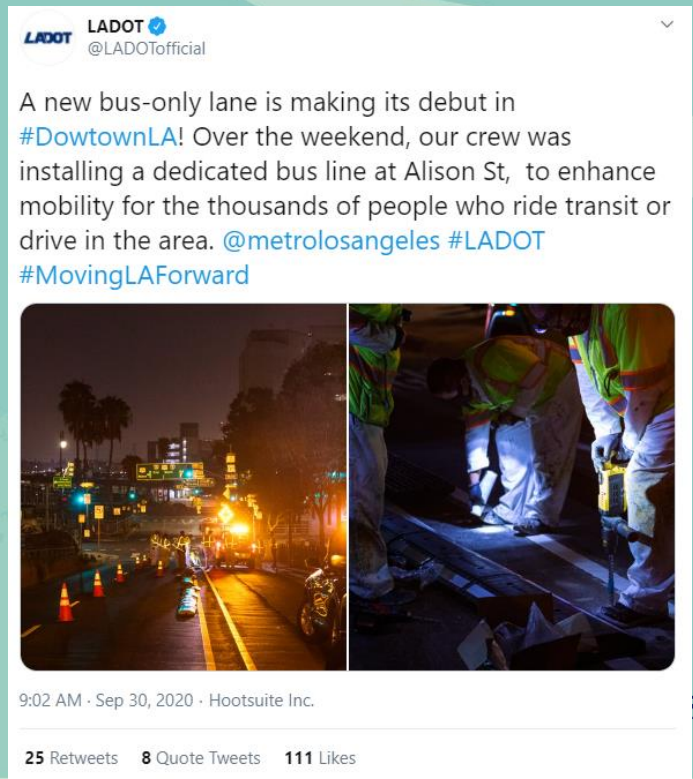 LADOT
LADOT
@LADOTofficial
A new bus-only lane is making its debut in
#DowtownLA! Over the weekend, our crew was
installing a dedicated bus line at Alison St, to enhance
mobility for the thousands of people who ride transit or
drive in the area. @metrolosangeles #LADOT
#MovingLAForward
9:02 AM · Sep 30, 2020 · Hootsuite Inc.
25 Retweets 8 Quote Tweets 111 Likes